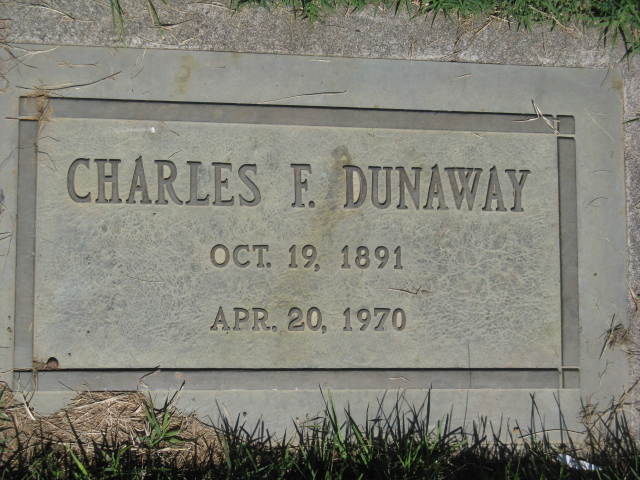 CHARLES F. DUNAWAY
OCT. 19, 1891
APR. 20, 1970